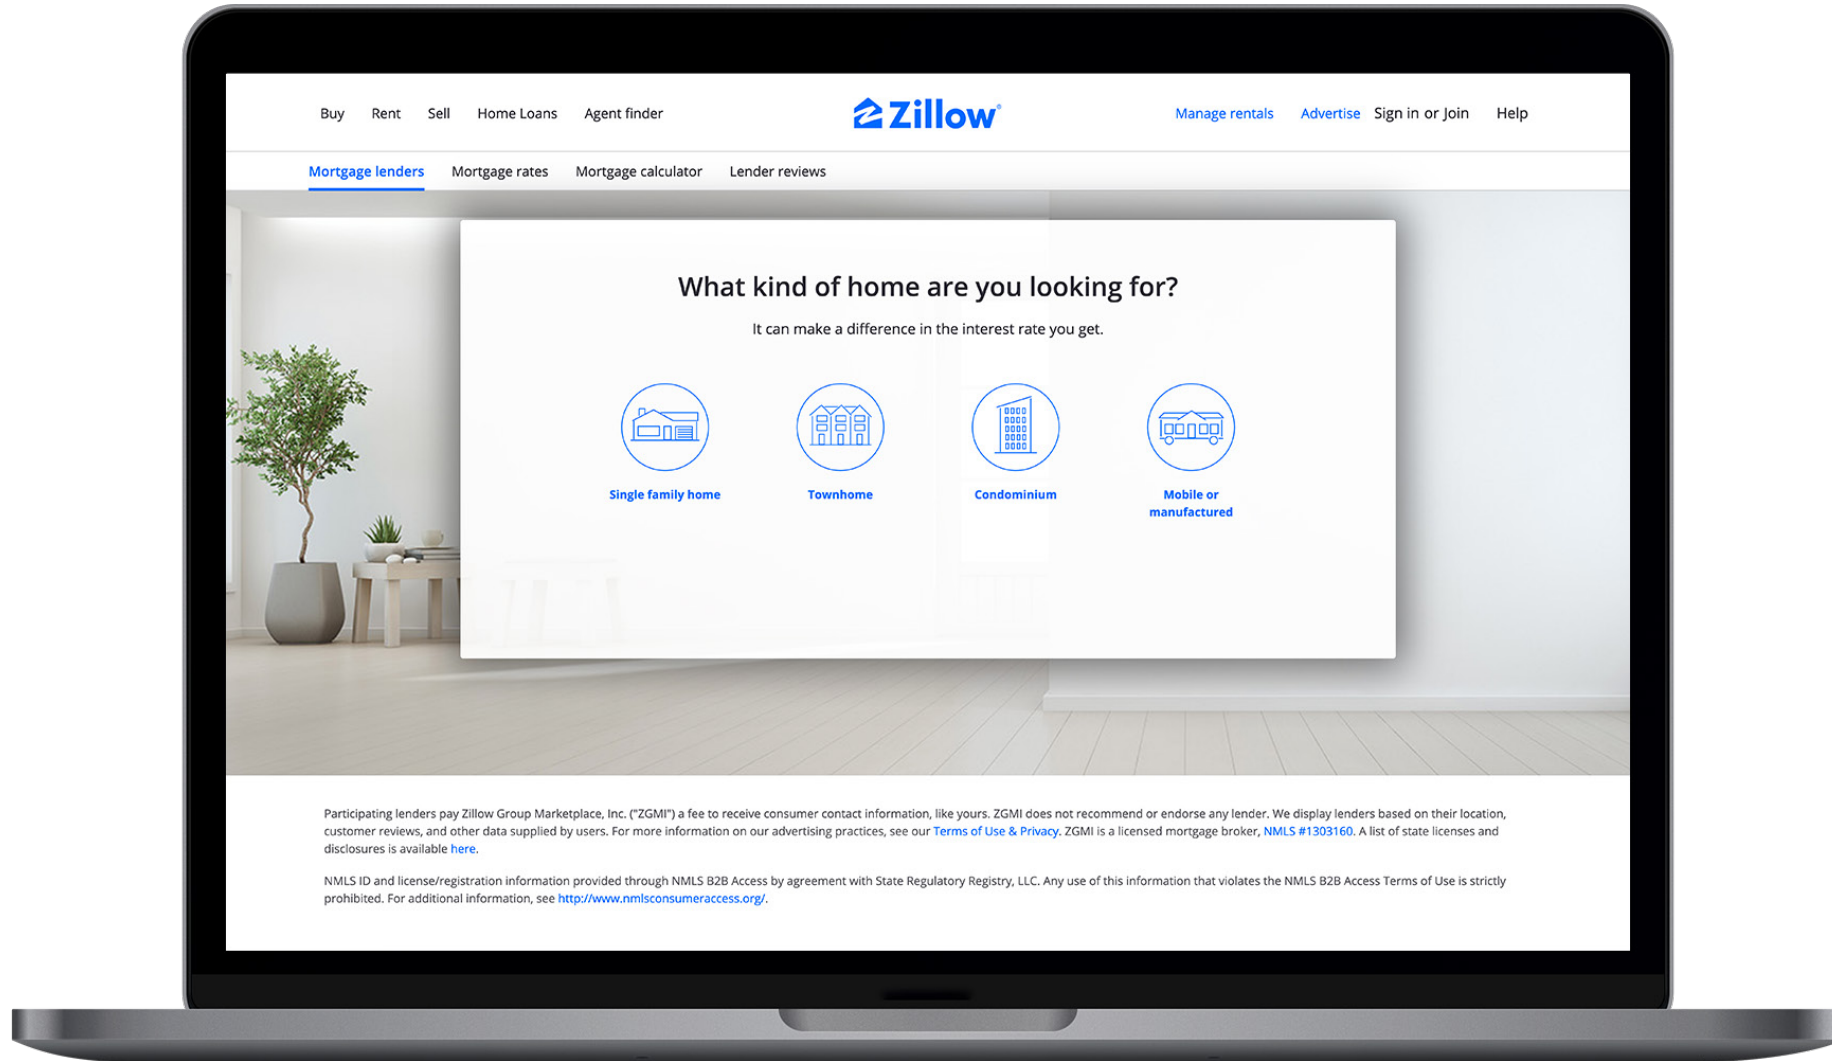 Buy Rent Sell Home Loans Agent finder Zillow® Manage rentals Advertise Sign in or Join Help
Mortgage lenders Mortgage rates Mortgage calculator Lender reviews
What kind of home are you looking for?
It can make a difference in the interest rate you get.
Single family home
Townhome
Condominium
Mobile or
manufactured
Participating lenders pay Zillow Group Marketplace, Inc. ("ZGMI") a fee to receive consumer contact information, like yours. ZGMI does not recommend or endorse any lender. We display lenders based on their location,
customer reviews, and other data supplied by users. For more information on our advertising practices, see our Terms of Use & Privacy. ZGMI is a licensed mortgage broker, NMLS #1303160. A list of state licenses and
disclosures is available here.
NMLS ID and license/registration information provided through NMLS B2B Access by agreement with State Regulatory Registry, LLC. Any use of this information that violates the NMLS B2B Access Terms of Use is strictly
prohibited. For additional information, see http://www.nmlsconsumeraccess.org/.